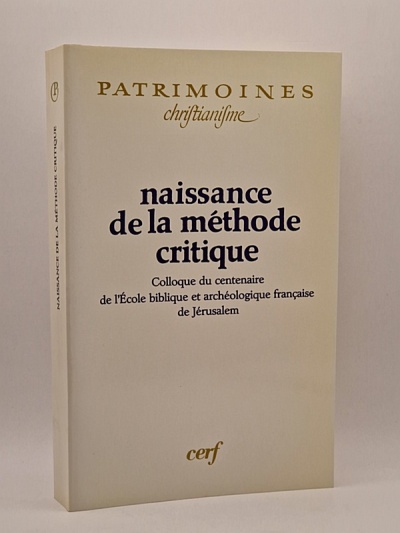 PATRIMOINES
christianisme
naissance
de la méthode
critique
Colloque du centenaire
de l'École biblique et archéologique française
de Jérusalem
cerf
NAISSANCE DE LA MÉTHODE CRITIQUE